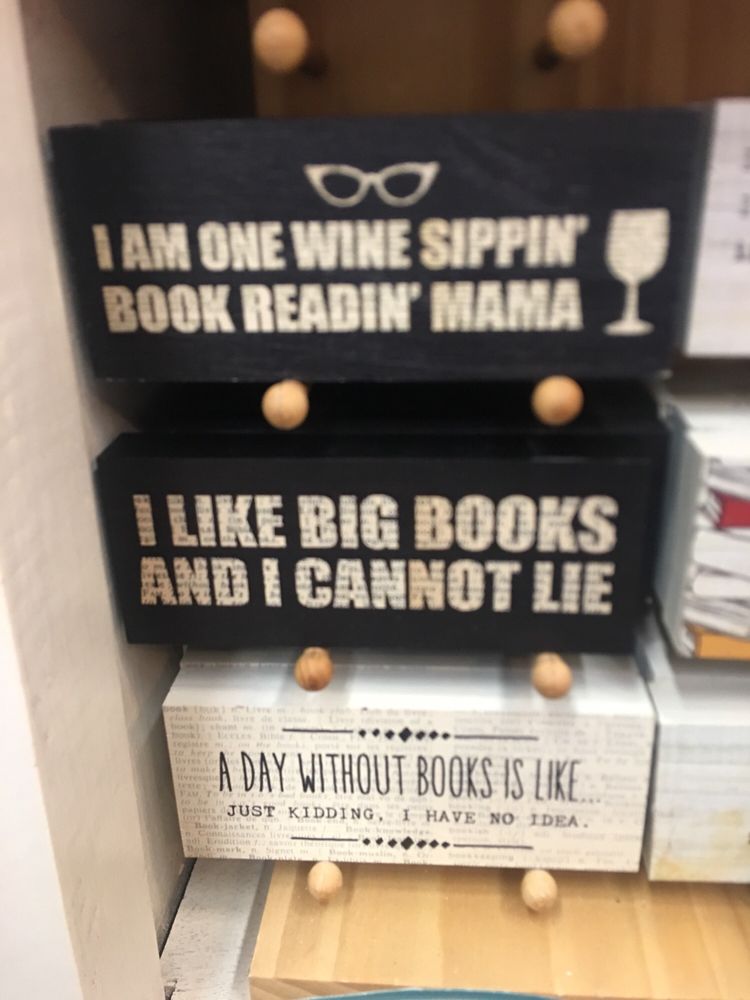 I AM ONE WINE SIPPIN'
BOOK READIN' MAMA
I LIKE BIG BOOKS
AND I CANNOT LIE
A DAY WITHOUT BOOKS IS LIKE...
JUST KIDDING, I HAVE NO IDEA.